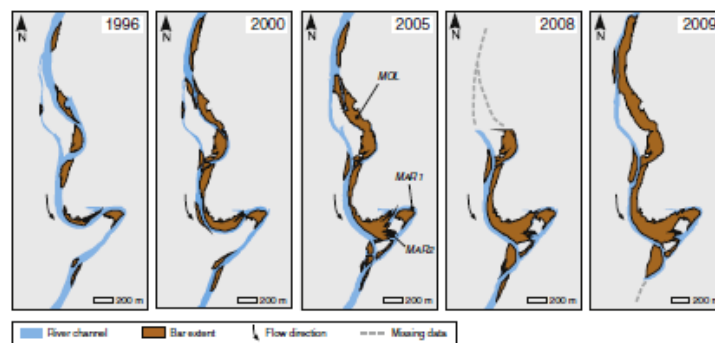 1996
N
200 m
2000
N
200 m
2005
N
MOL
MAR1
MAR2
200 m
2008
N
200 m
2009
N
200 m
River channel
Bar extent
Flow direction
Missing data